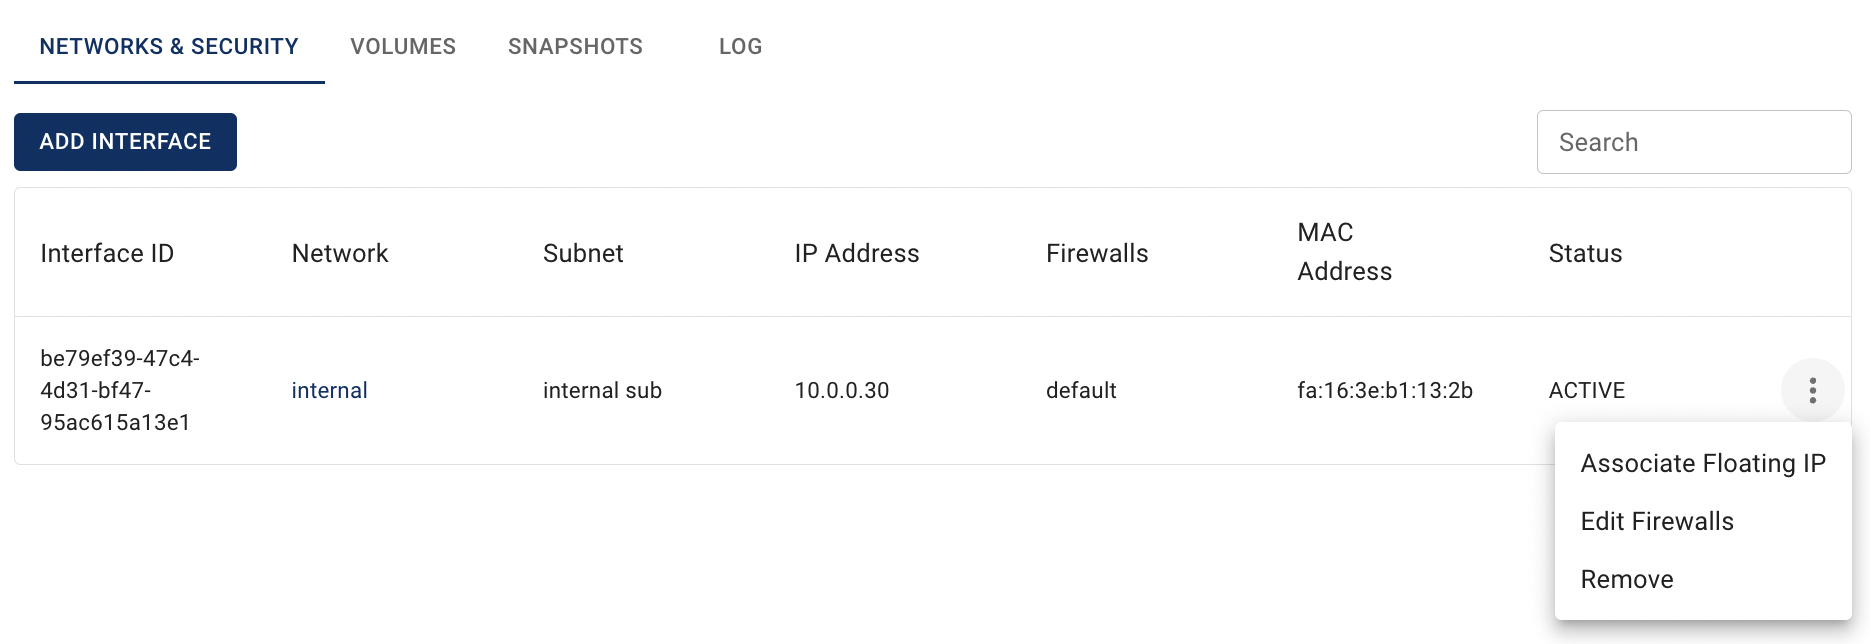 NETWORKS & SECURITY VOLUMES SNAPSHOTS LOG
ADD INTERFACE Search
Interface ID Network Subnet IP Address Firewalls MAC Address Status
be79ef39-47c4-
4d31-bf47-
95ac615a13e1
internal internal sub 10.0.0.30 default fa:16:3e:b1:13:2b ACTIVE
Associate Floating IP
Edit Firewalls
Remove